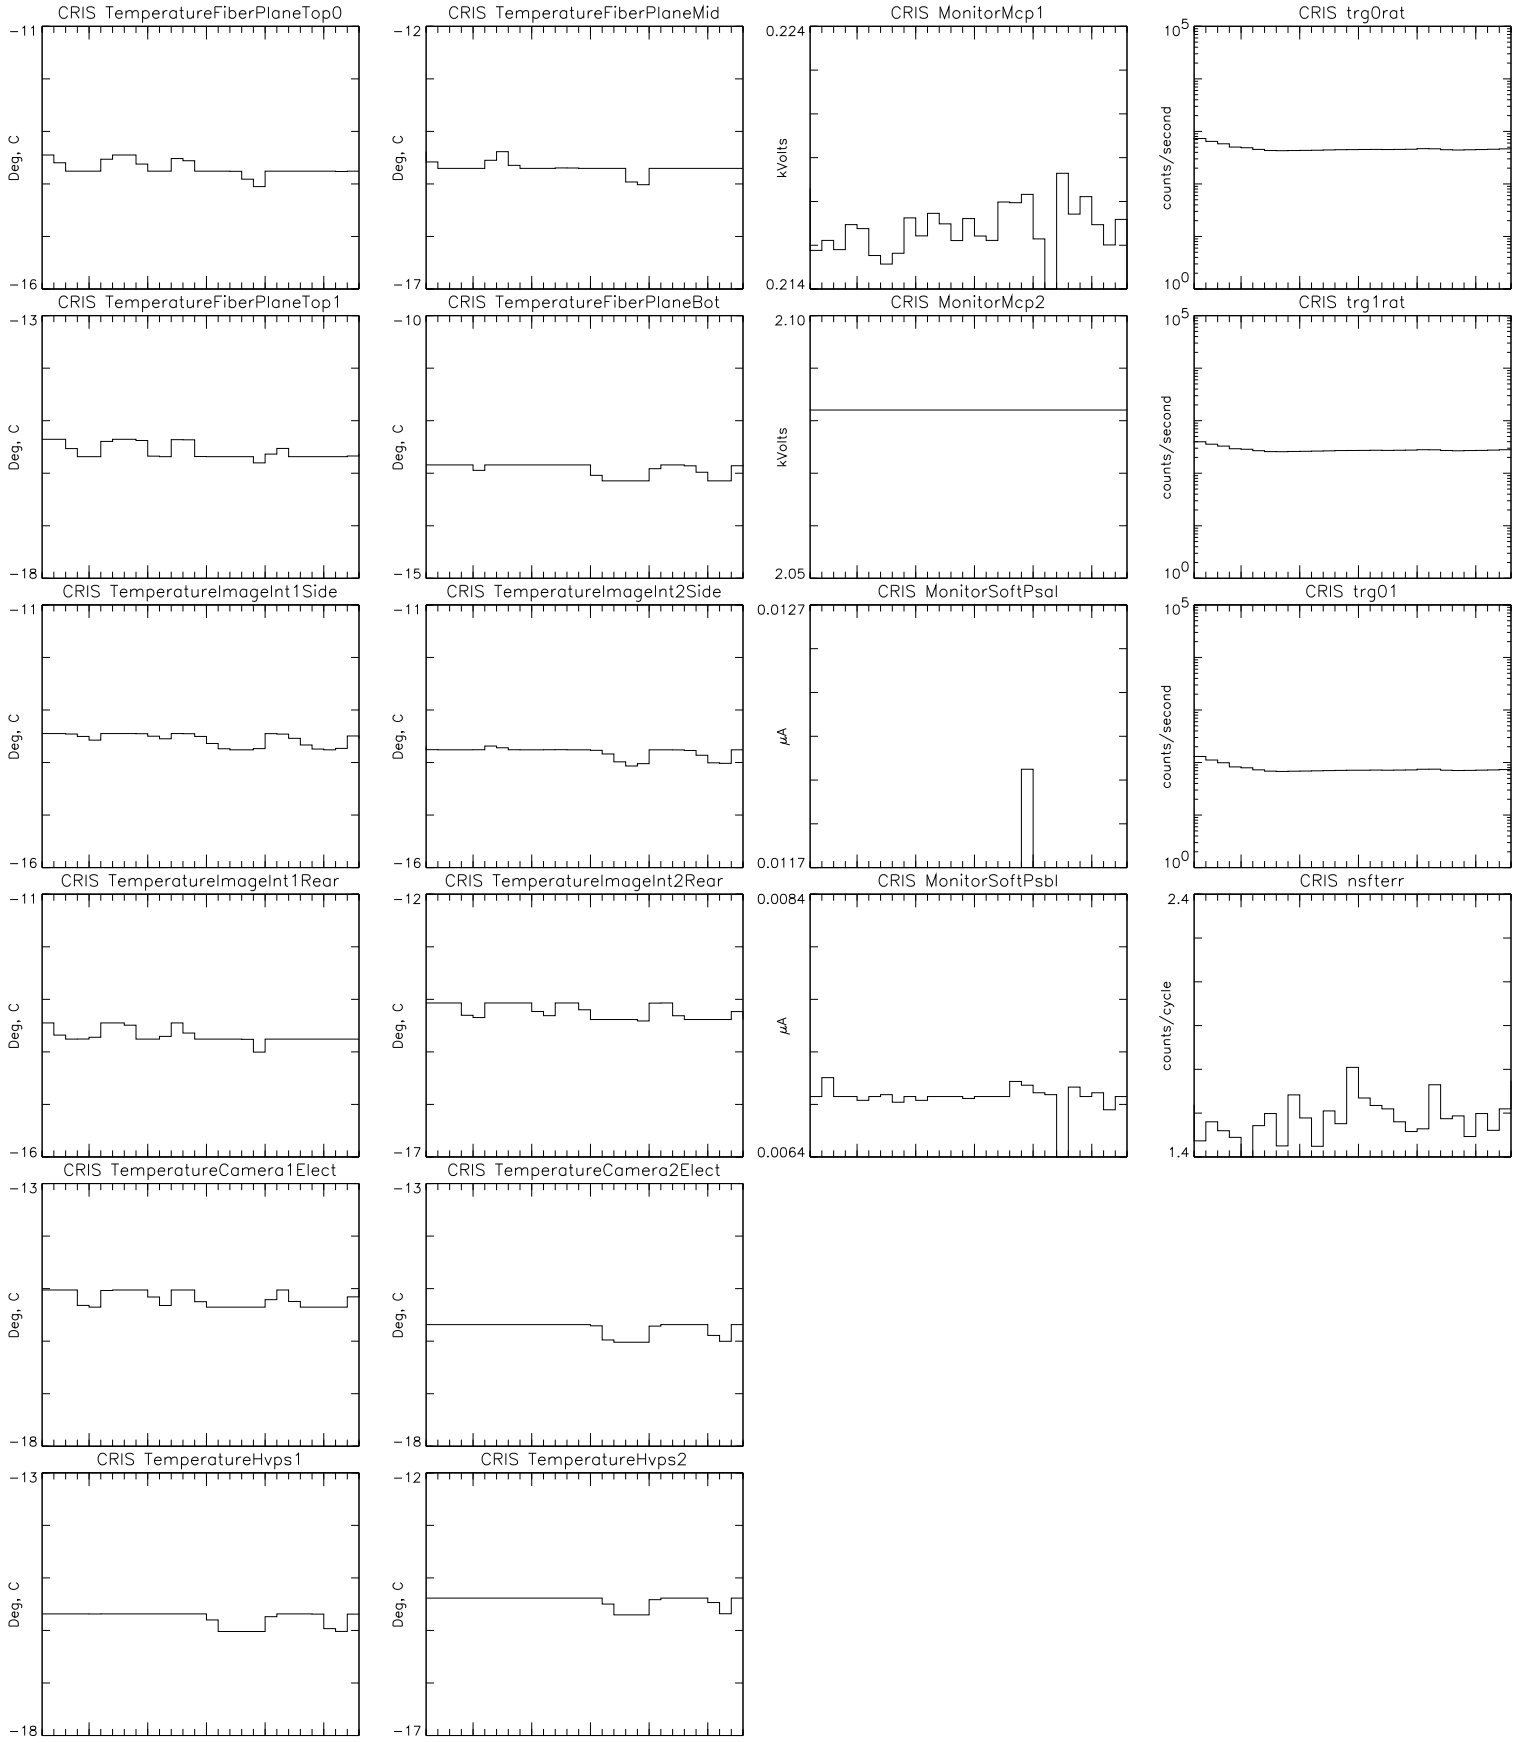 CRIS TemperatureFiberPlaneTop0
-11
Deg, C
-16
CRIS TemperatureFiberPlaneMid
-12
Deg, C
-17
CRIS MonitorMcp1
0.224
kVolts
0.214
CRIS trg0rat
10^5
counts/second
10^0
CRIS TemperatureFiberPlaneTop1
-13
Deg, C
-18
CRIS TemperatureFiberPlaneBot
-10
Deg, C
-15
CRIS MonitorMcp2
2.10
kVolts
2.05
CRIS trg1rat
10^5
counts/second
10^0
CRIS TemperatureImageInt1Side
-11
Deg, C
-16
CRIS TemperatureImageInt2Side
-11
Deg, C
-16
CRIS MonitorSoftPsaI
0.0127
μA
0.0117
CRIS trg01
10^5
counts/second
10^0
CRIS TemperatureImageInt1Rear
-11
Deg, C
-16
CRIS TemperatureImageInt2Rear
-12
Deg, C
-17
CRIS MonitorSoftPsbI
0.0084
μA
0.0064
CRIS nsfterr
2.4
counts/cycle
1.4
CRIS TemperatureCamera1Elect
-13
Deg, C
-18
CRIS TemperatureCamera2Elect
-13
Deg, C
-18
CRIS TemperatureHvps1
-13
Deg, C
-18
CRIS TemperatureHvps2
-12
Deg, C
-17